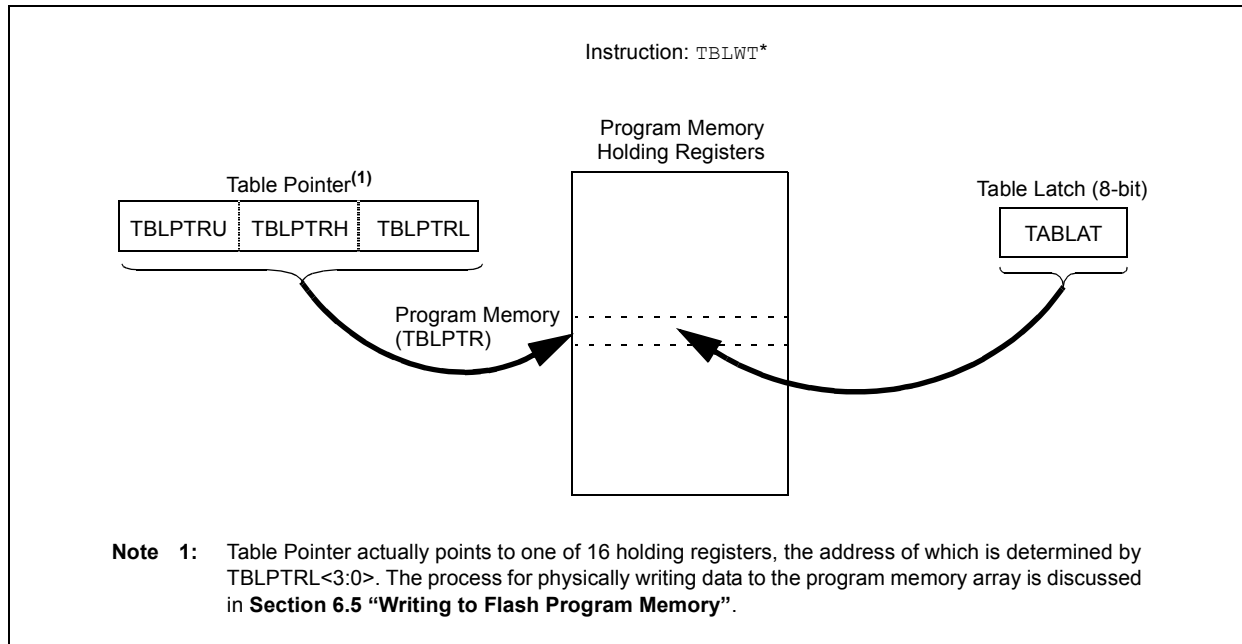 Instruction: TBLWT*
Program Memory
Holding Registers
Table Pointer(1)
Table Latch (8-bit)
TBLPTRU TBLPTRH TBLPTRL
TABLAT
Program Memory
(TBLPTR)
Note 1: Table Pointer actually points to one of 16 holding registers, the address of which is determined by
TBLPTRL<3:0>. The process for physically writing data to the program memory array is discussed
in Section 6.5 “Writing to Flash Program Memory”.